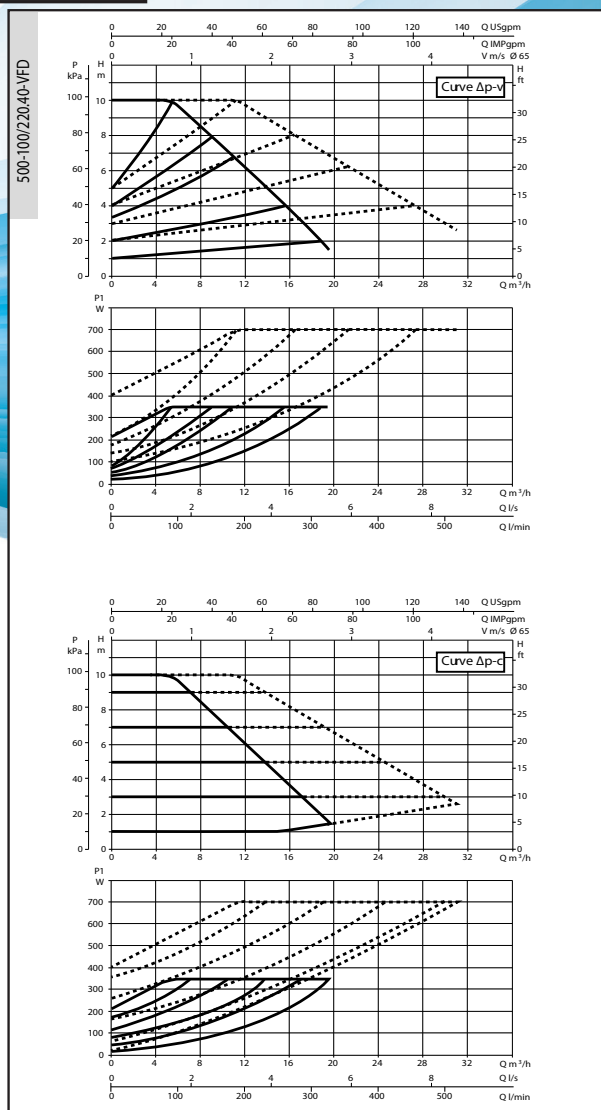 500-100/220.40-VFD
0 20 40 60 80 100 120 140 Q USgpm
0 20 40 60 80 100 Q IMPgpm
0 1 2 3 4 V m/s Ø 65
P kPa
H m
H ft
Curve Δp-v
100 10 30
80 8 25
60 6 20
40 4 15
10
20 2 5
0 0 0
0 4 8 12 16 20 24 28 32 Q m³/h
P1
W
700
600
500
400
300
200
100
0
0 4 8 12 16 20 24 28 32 Q m³/h
0 2 4 6 8 Q l/s
0 100 200 300 400 500 Q l/min
0 20 40 60 80 100 120 140 Q USgpm
0 20 40 60 80 100 Q IMPgpm
0 1 2 3 4 V m/s Ø 65
P kPa
H m
H ft
Curve Δp-c
100 10 30
80 8 25
60 6 20
40 4 15
10
20 2 5
0 0 0
0 4 8 12 16 20 24 28 32 Q m³/h
P1
W
700
600
500
400
300
200
100
0
0 4 8 12 16 20 24 28 32 Q m³/h
0 2 4 6 8 Q l/s
0 100 200 300 400 500 Q l/min